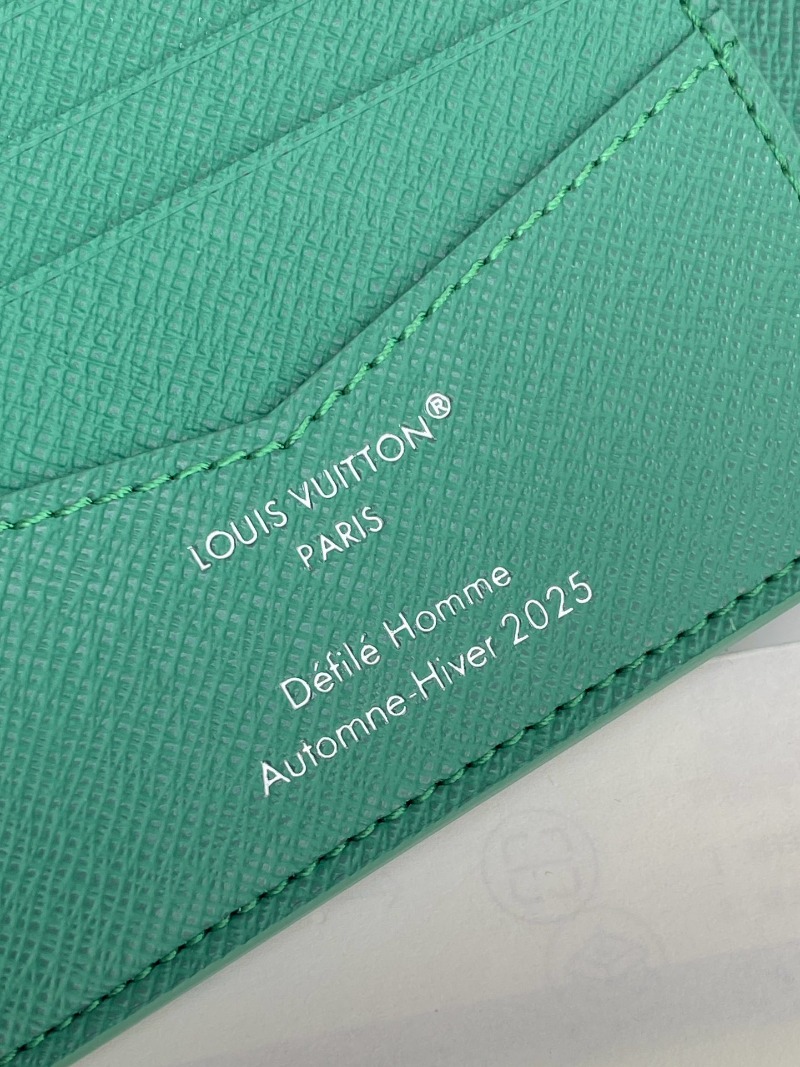 LOUIS VUITTON®
PARIS
Défilé Homme
Automne-Hiver 2025